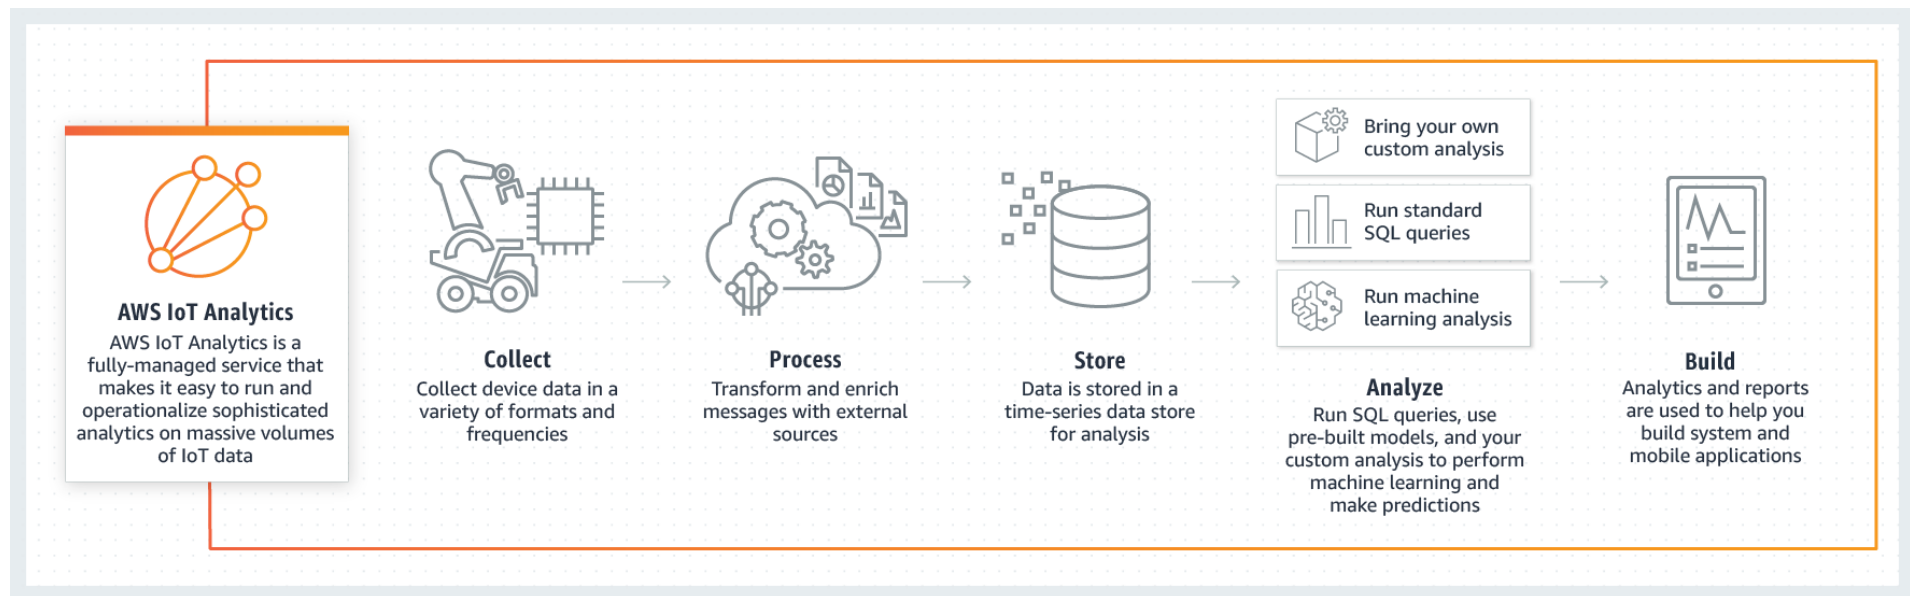 AWS IoT Analytics
AWS IoT Analytics is a
fully-managed service that
makes it easy to run and
operationalize sophisticated
analytics on massive volumes
of IoT data
Collect
Collect device data in a
variety of formats and
frequencies
Process
Transform and enrich
messages with external
sources
Store
Data is stored in a
time-series data store
for analysis
Bring your own
custom analysis
Run standard
SQL queries
Run machine
learning analysis
Analyze
Run SQL queries, use
pre-built models, and your
custom analysis to perform
machine learning and
make predictions
Build
Analytics and reports
are used to help you
build system and
mobile applications